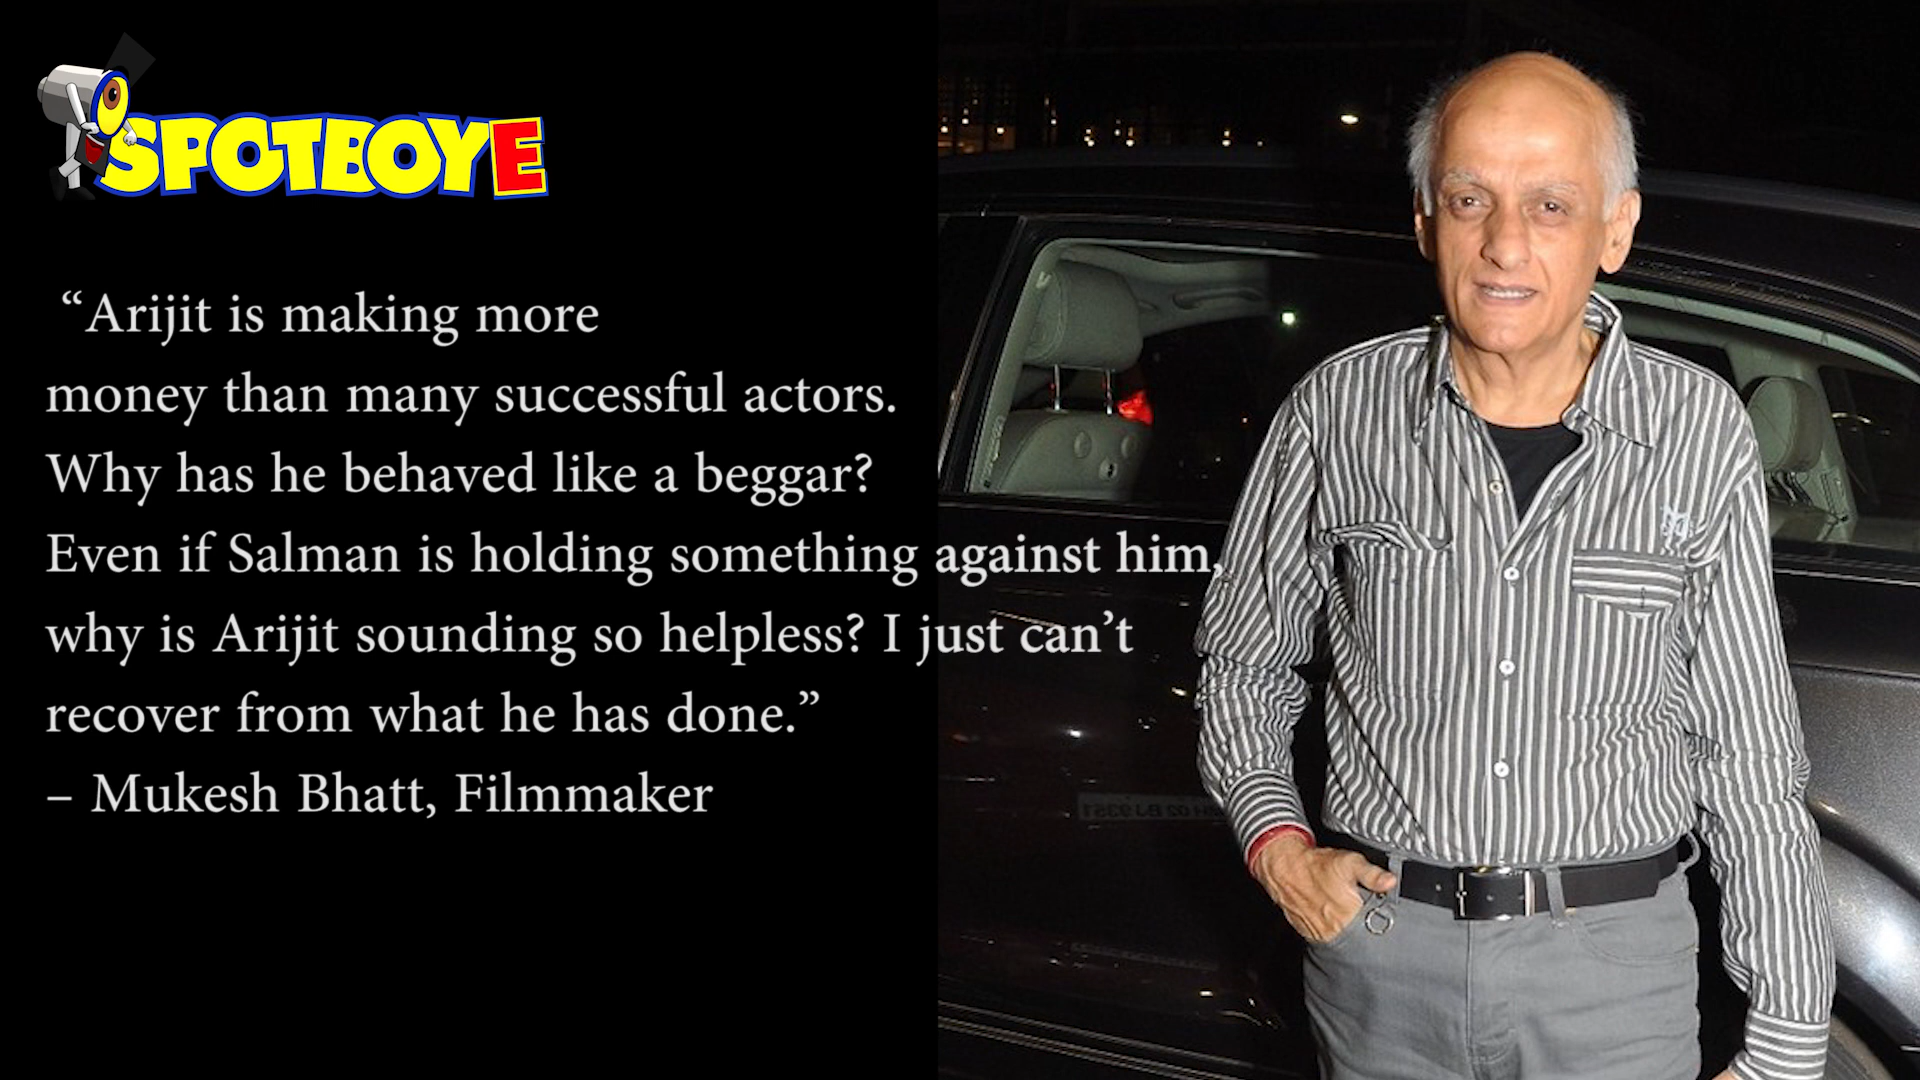 SPOTBOYE
“Arijit is making more
money than many successful actors.
Why has he behaved like a beggar?
Even if Salman is holding something against him,
why is Arijit sounding so helpless? I just can’t
recover from what he has done.”
– Mukesh Bhatt, Filmmaker